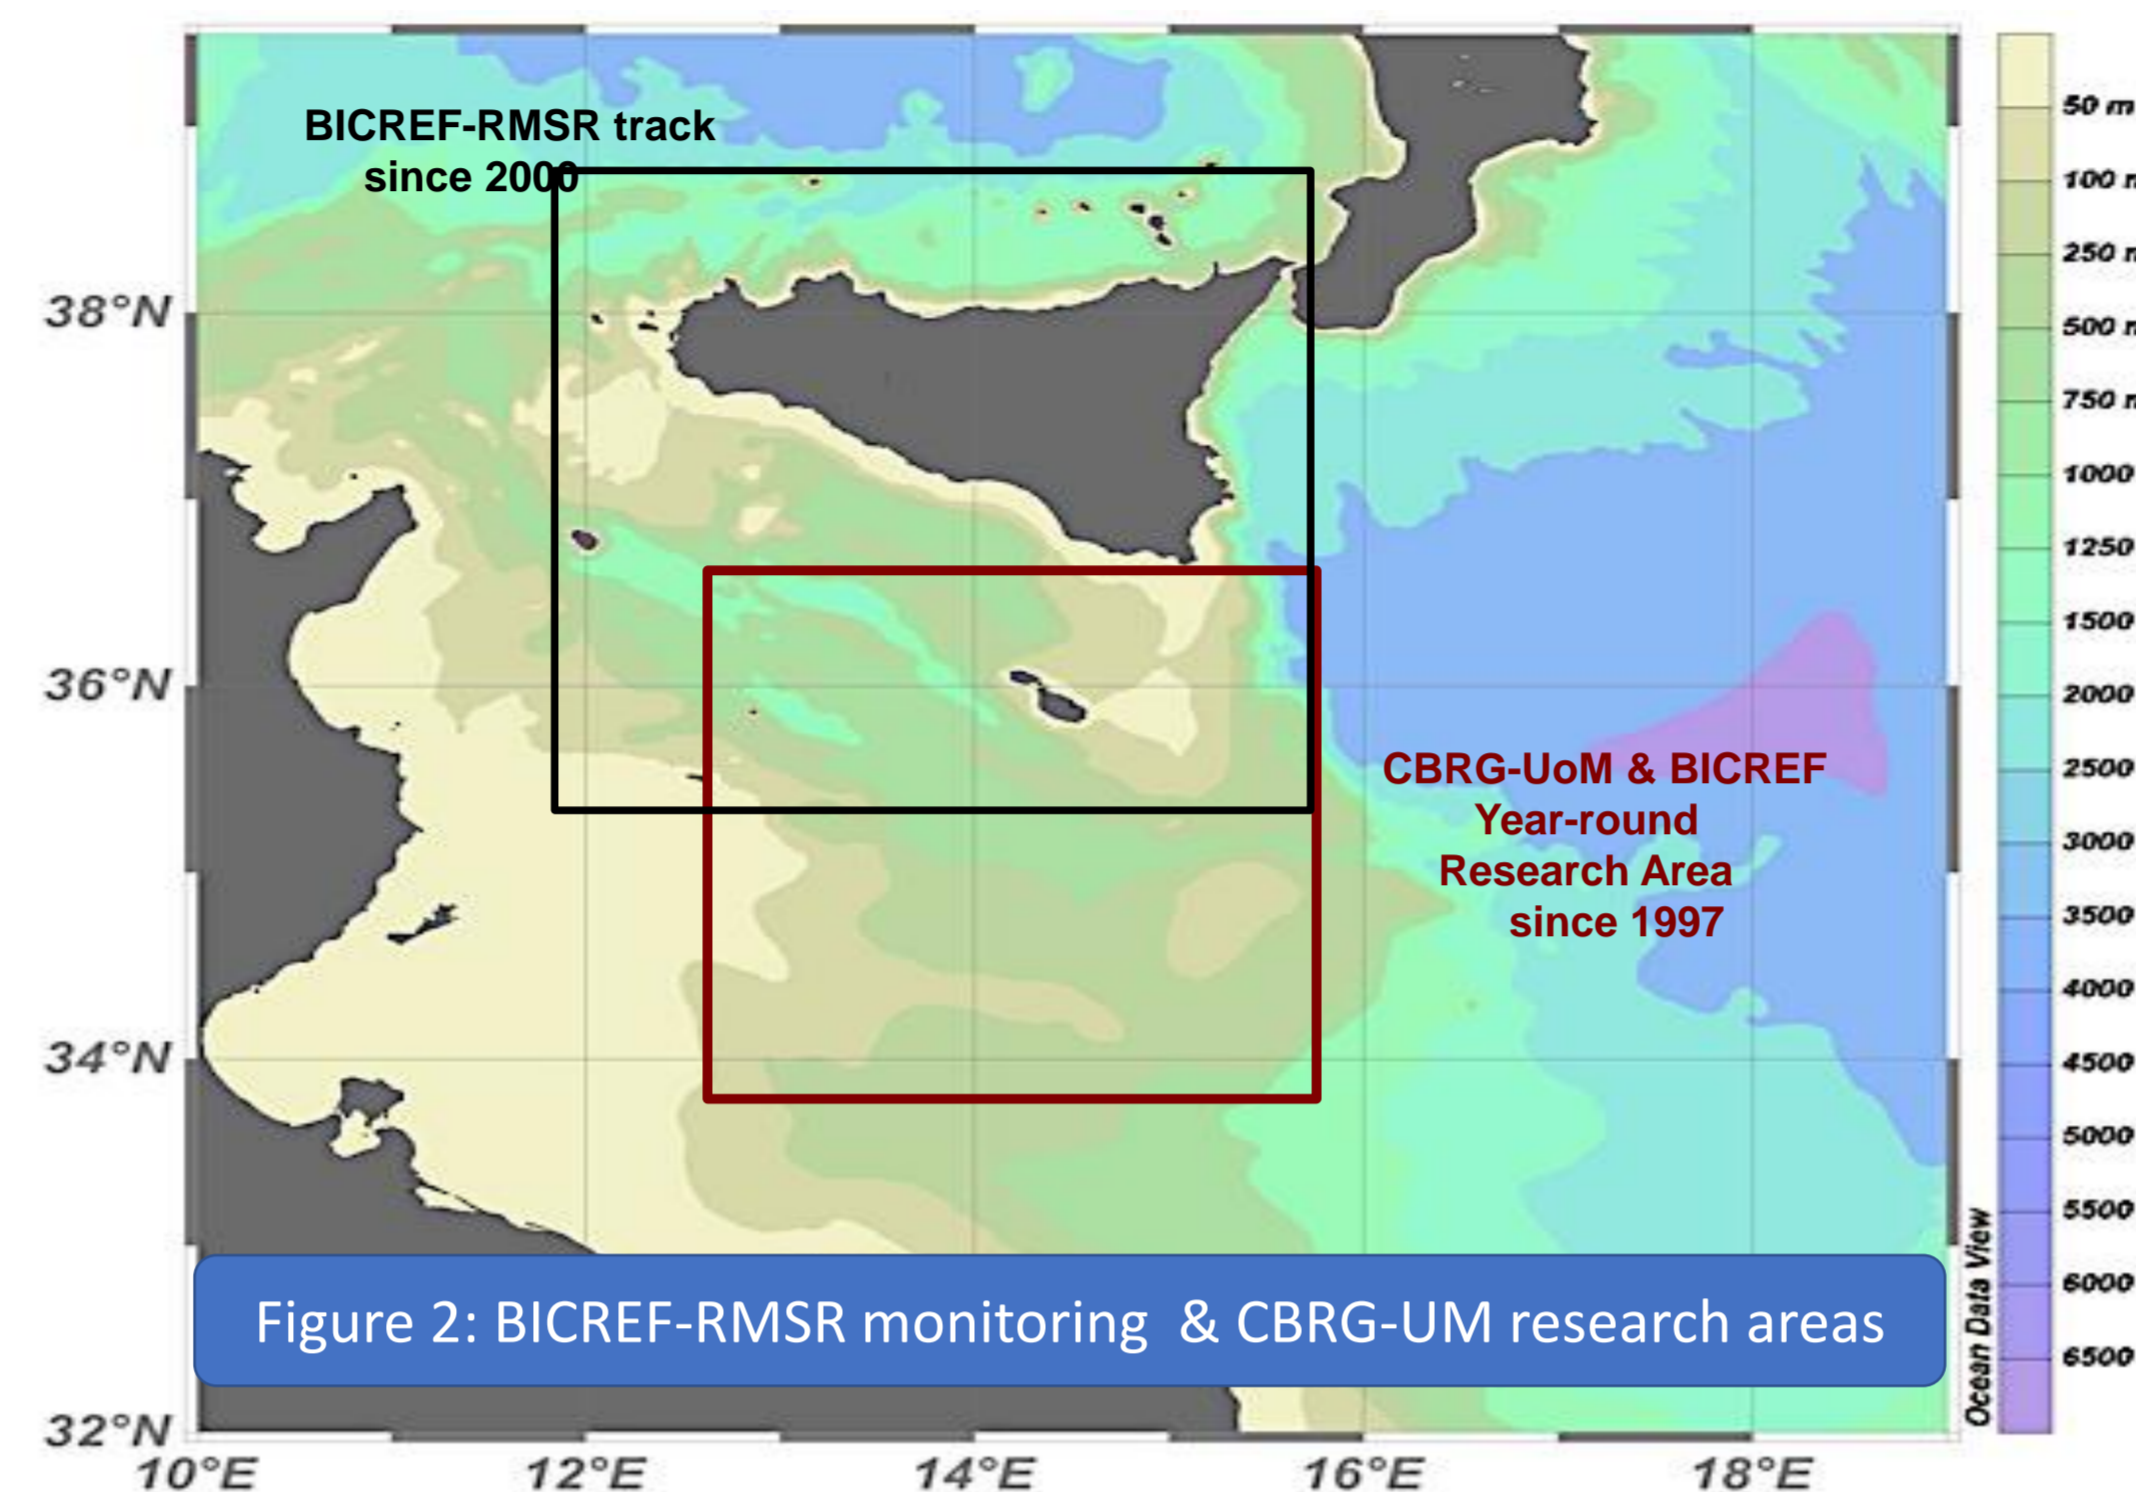 BICREF-RMSR track
since 2000
50 m
100 m
250 m
500 m
750 m
1000
1250
1500
2000
2500
3000
3500
4000
4500
5000
5500
6000
6500
38°N
36°N
34°N
32°N
CBRG-UoM & BICREF
Year-round
Research Area
since 1997
Ocean Data View
Figure 2: BICREF-RMSR monitoring & CBRG-UM research areas
10°E
12°E
14°E
16°E
18°E